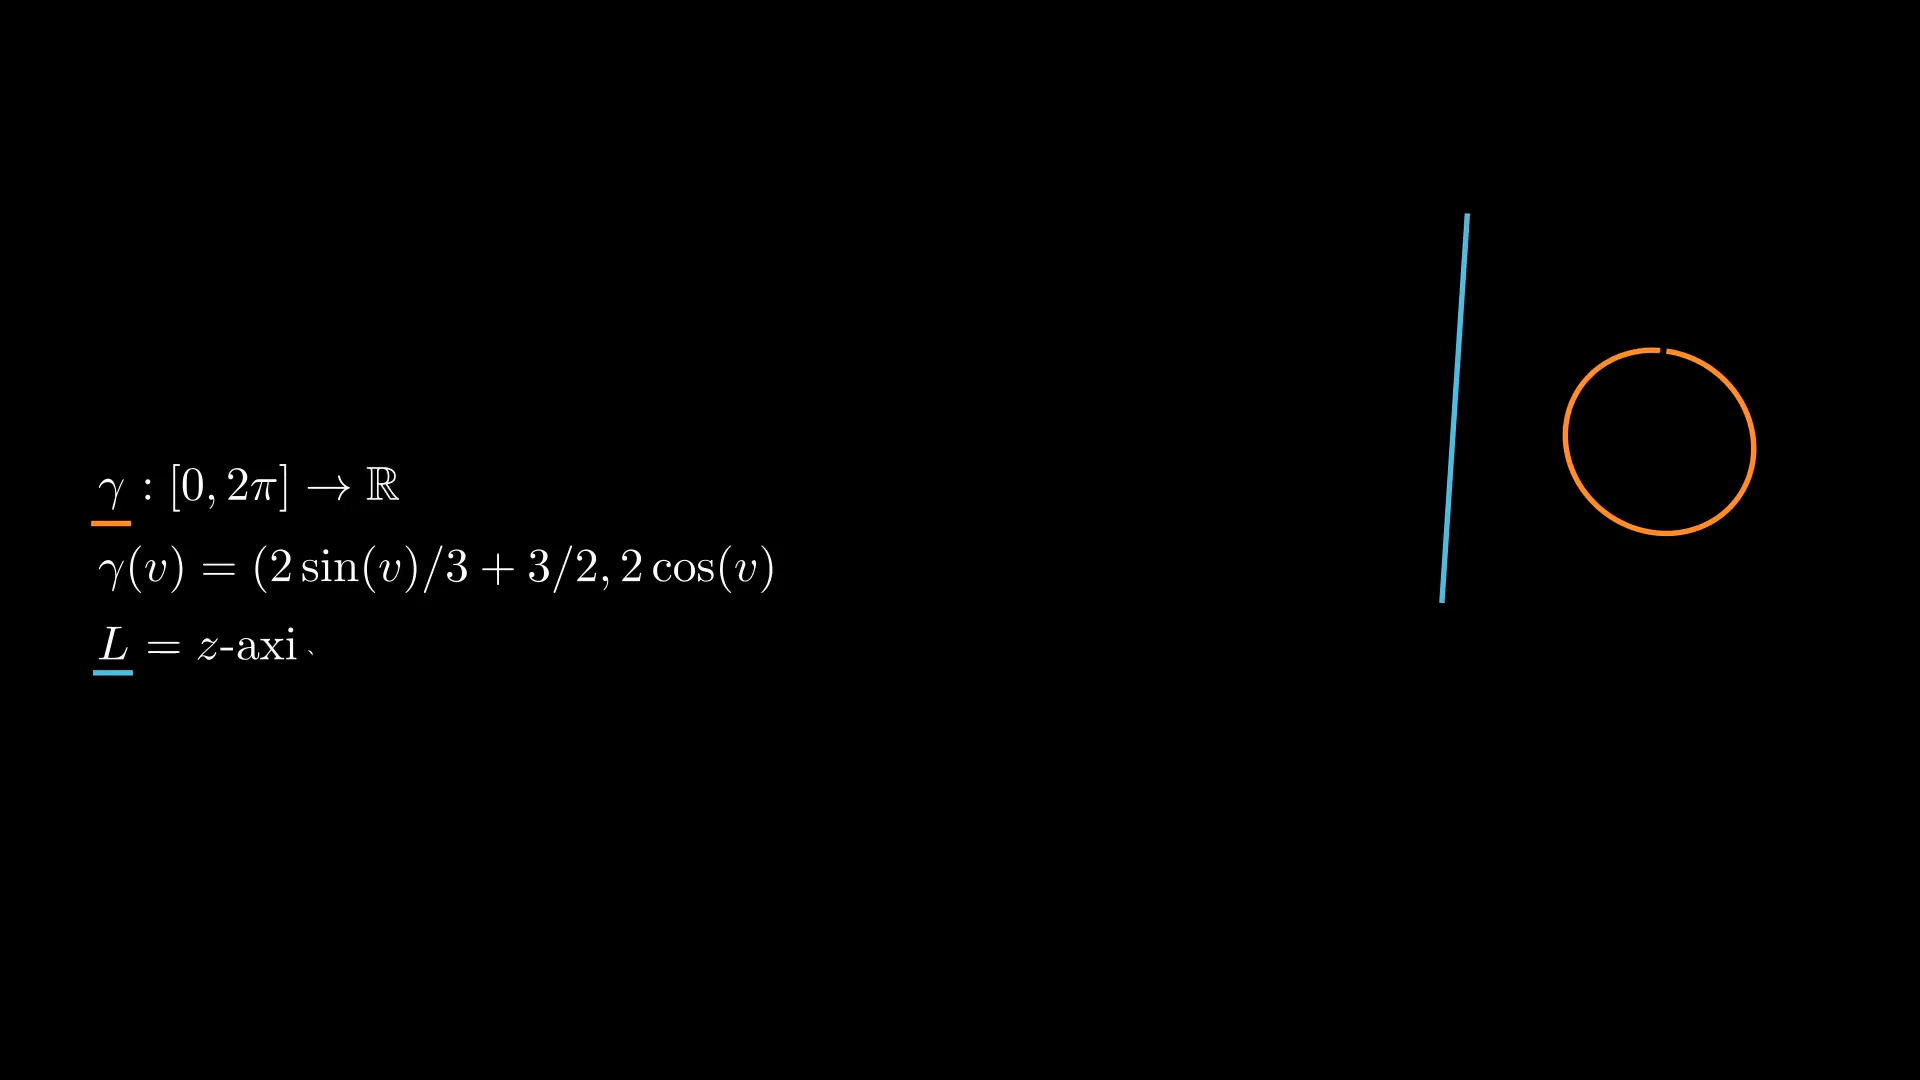 γ : [0, 2π] → ℝ
γ(v) = (2 sin(v)/3 + 3/2, 2 cos(v)
L = z-axi